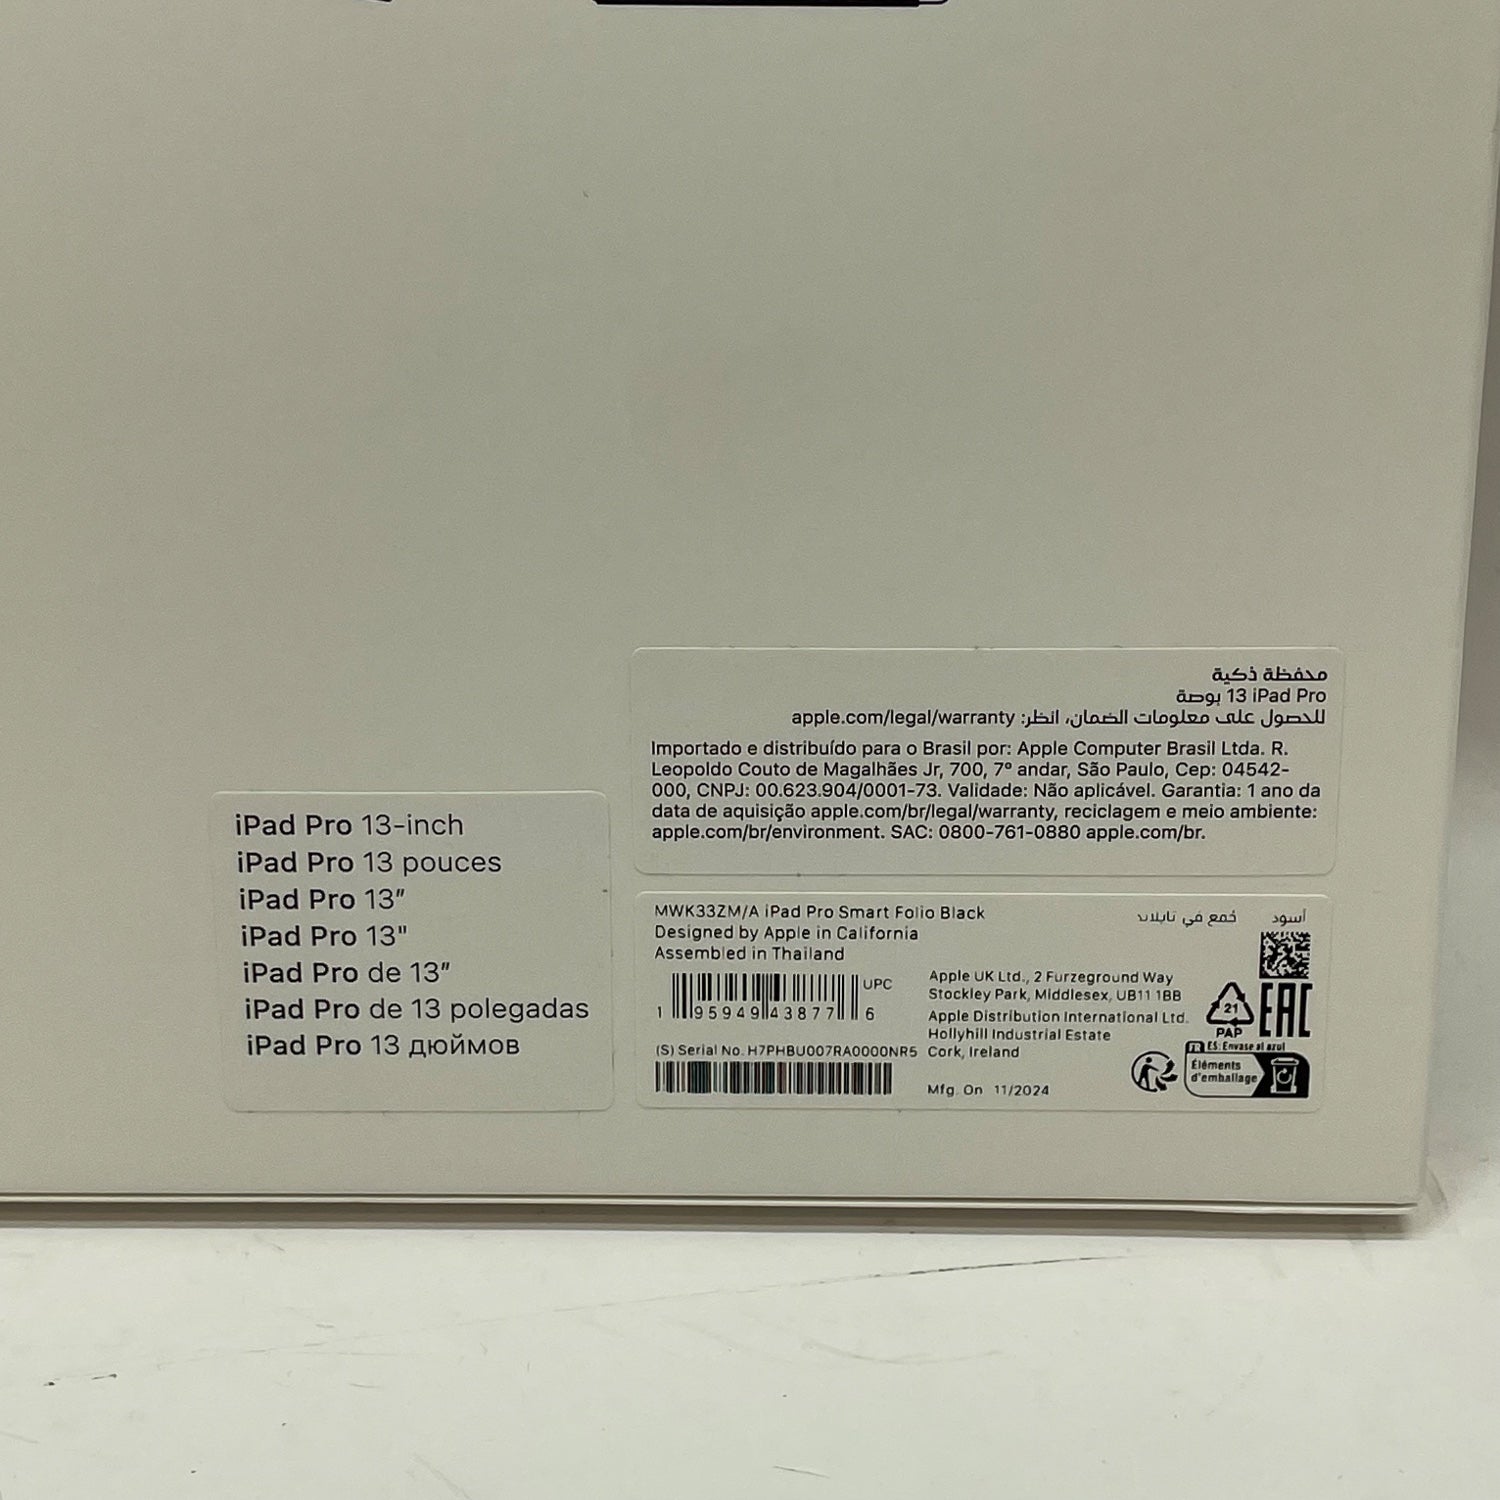 محفظة ذكية
iPad Pro 13 بوصة
للحصول على معلومات الضمان، انظر: apple.com/legal/warranty
Importado e distribuído para o Brasil por: Apple Computer Brasil Ltda. R.
Leopoldo Couto de Magalhães Jr, 700, 7º andar, São Paulo, Cep: 04542-
000, CNPJ: 00.623.904/0001-73. Validade: Não aplicável. Garantia: 1 ano da
data de aquisição apple.com/br/legal/warranty, reciclagem e meio ambiente:
apple.com/br/environment. SAC: 0800-761-0880 apple.com/br.
iPad Pro 13-inch
iPad Pro 13 pouces
iPad Pro 13″
iPad Pro 13"
iPad Pro de 13″
iPad Pro de 13 polegadas
iPad Pro 13 дюймов
MWK33ZM/A iPad Pro Smart Folio Black
Designed by Apple in California
Assembled in Thailand
أسود
جُمع في تايلاند
UPC
1 95949 43877 6
(S) Serial No. H7PHBU007RA0000NR5
Apple UK Ltd., 2 Furzeground Way
Stockley Park, Middlesex, UB11 1BB
Apple Distribution International Ltd.
Hollyhill Industrial Estate
Cork, Ireland
Mfg. On 11/2024
21
PAP
EAC
FR ES: Envase al azul
Éléments
d'emballage